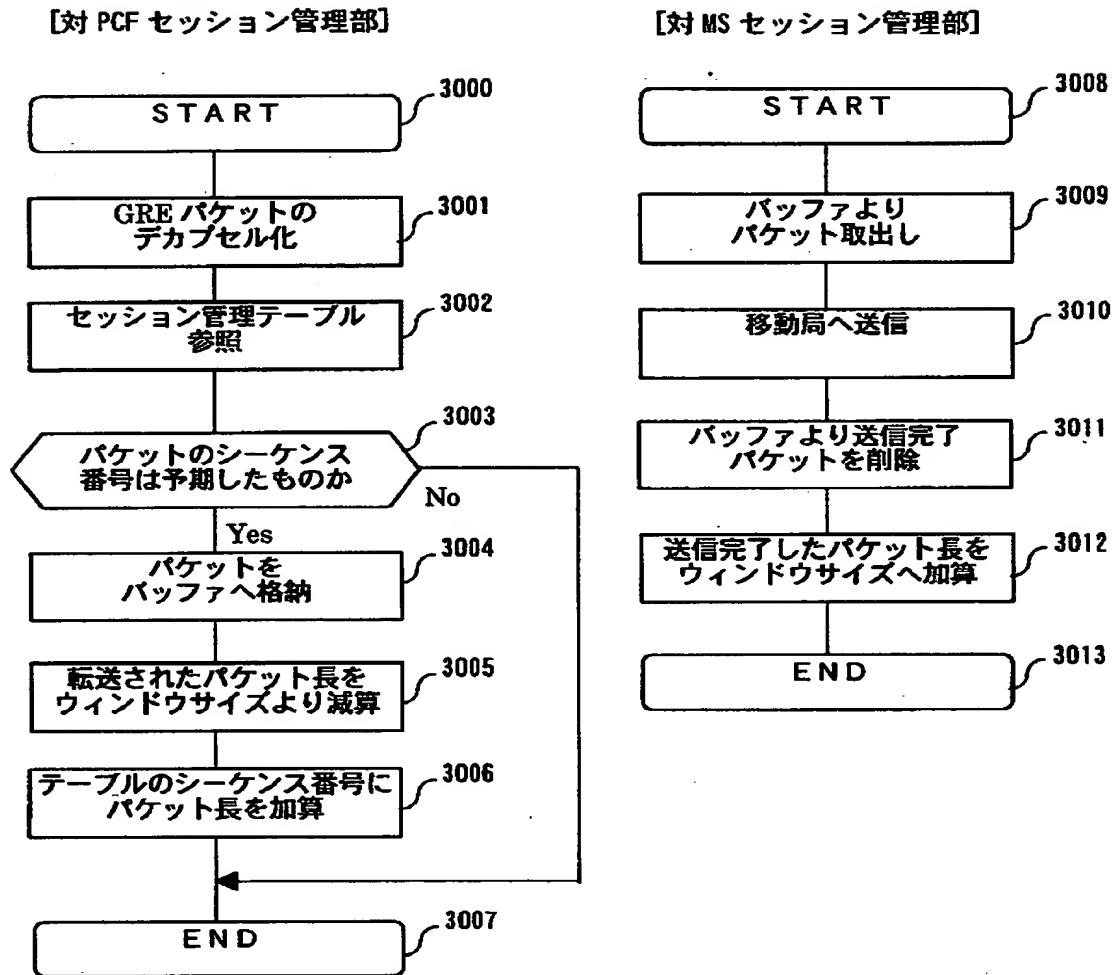 [対 PCF セッション管理部]
START
3000
GRE パケットの
デカプセル化
3001
セッション管理テーブル
参照
3002
パケットのシーケンス
番号は予期したものか
3003
No
Yes
パケットを
バッファへ格納
3004
転送されたパケット長を
ウィンドウサイズより減算
3005
テーブルのシーケンス番号に
パケット長を加算
3006
END
3007
[対 MS セッション管理部]
START
3008
バッファより
パケット取出し
3009
移動局へ送信
3010
バッファより送信完了
パケットを削除
3011
送信完了したパケット長を
ウィンドウサイズへ加算
3012
END
3013